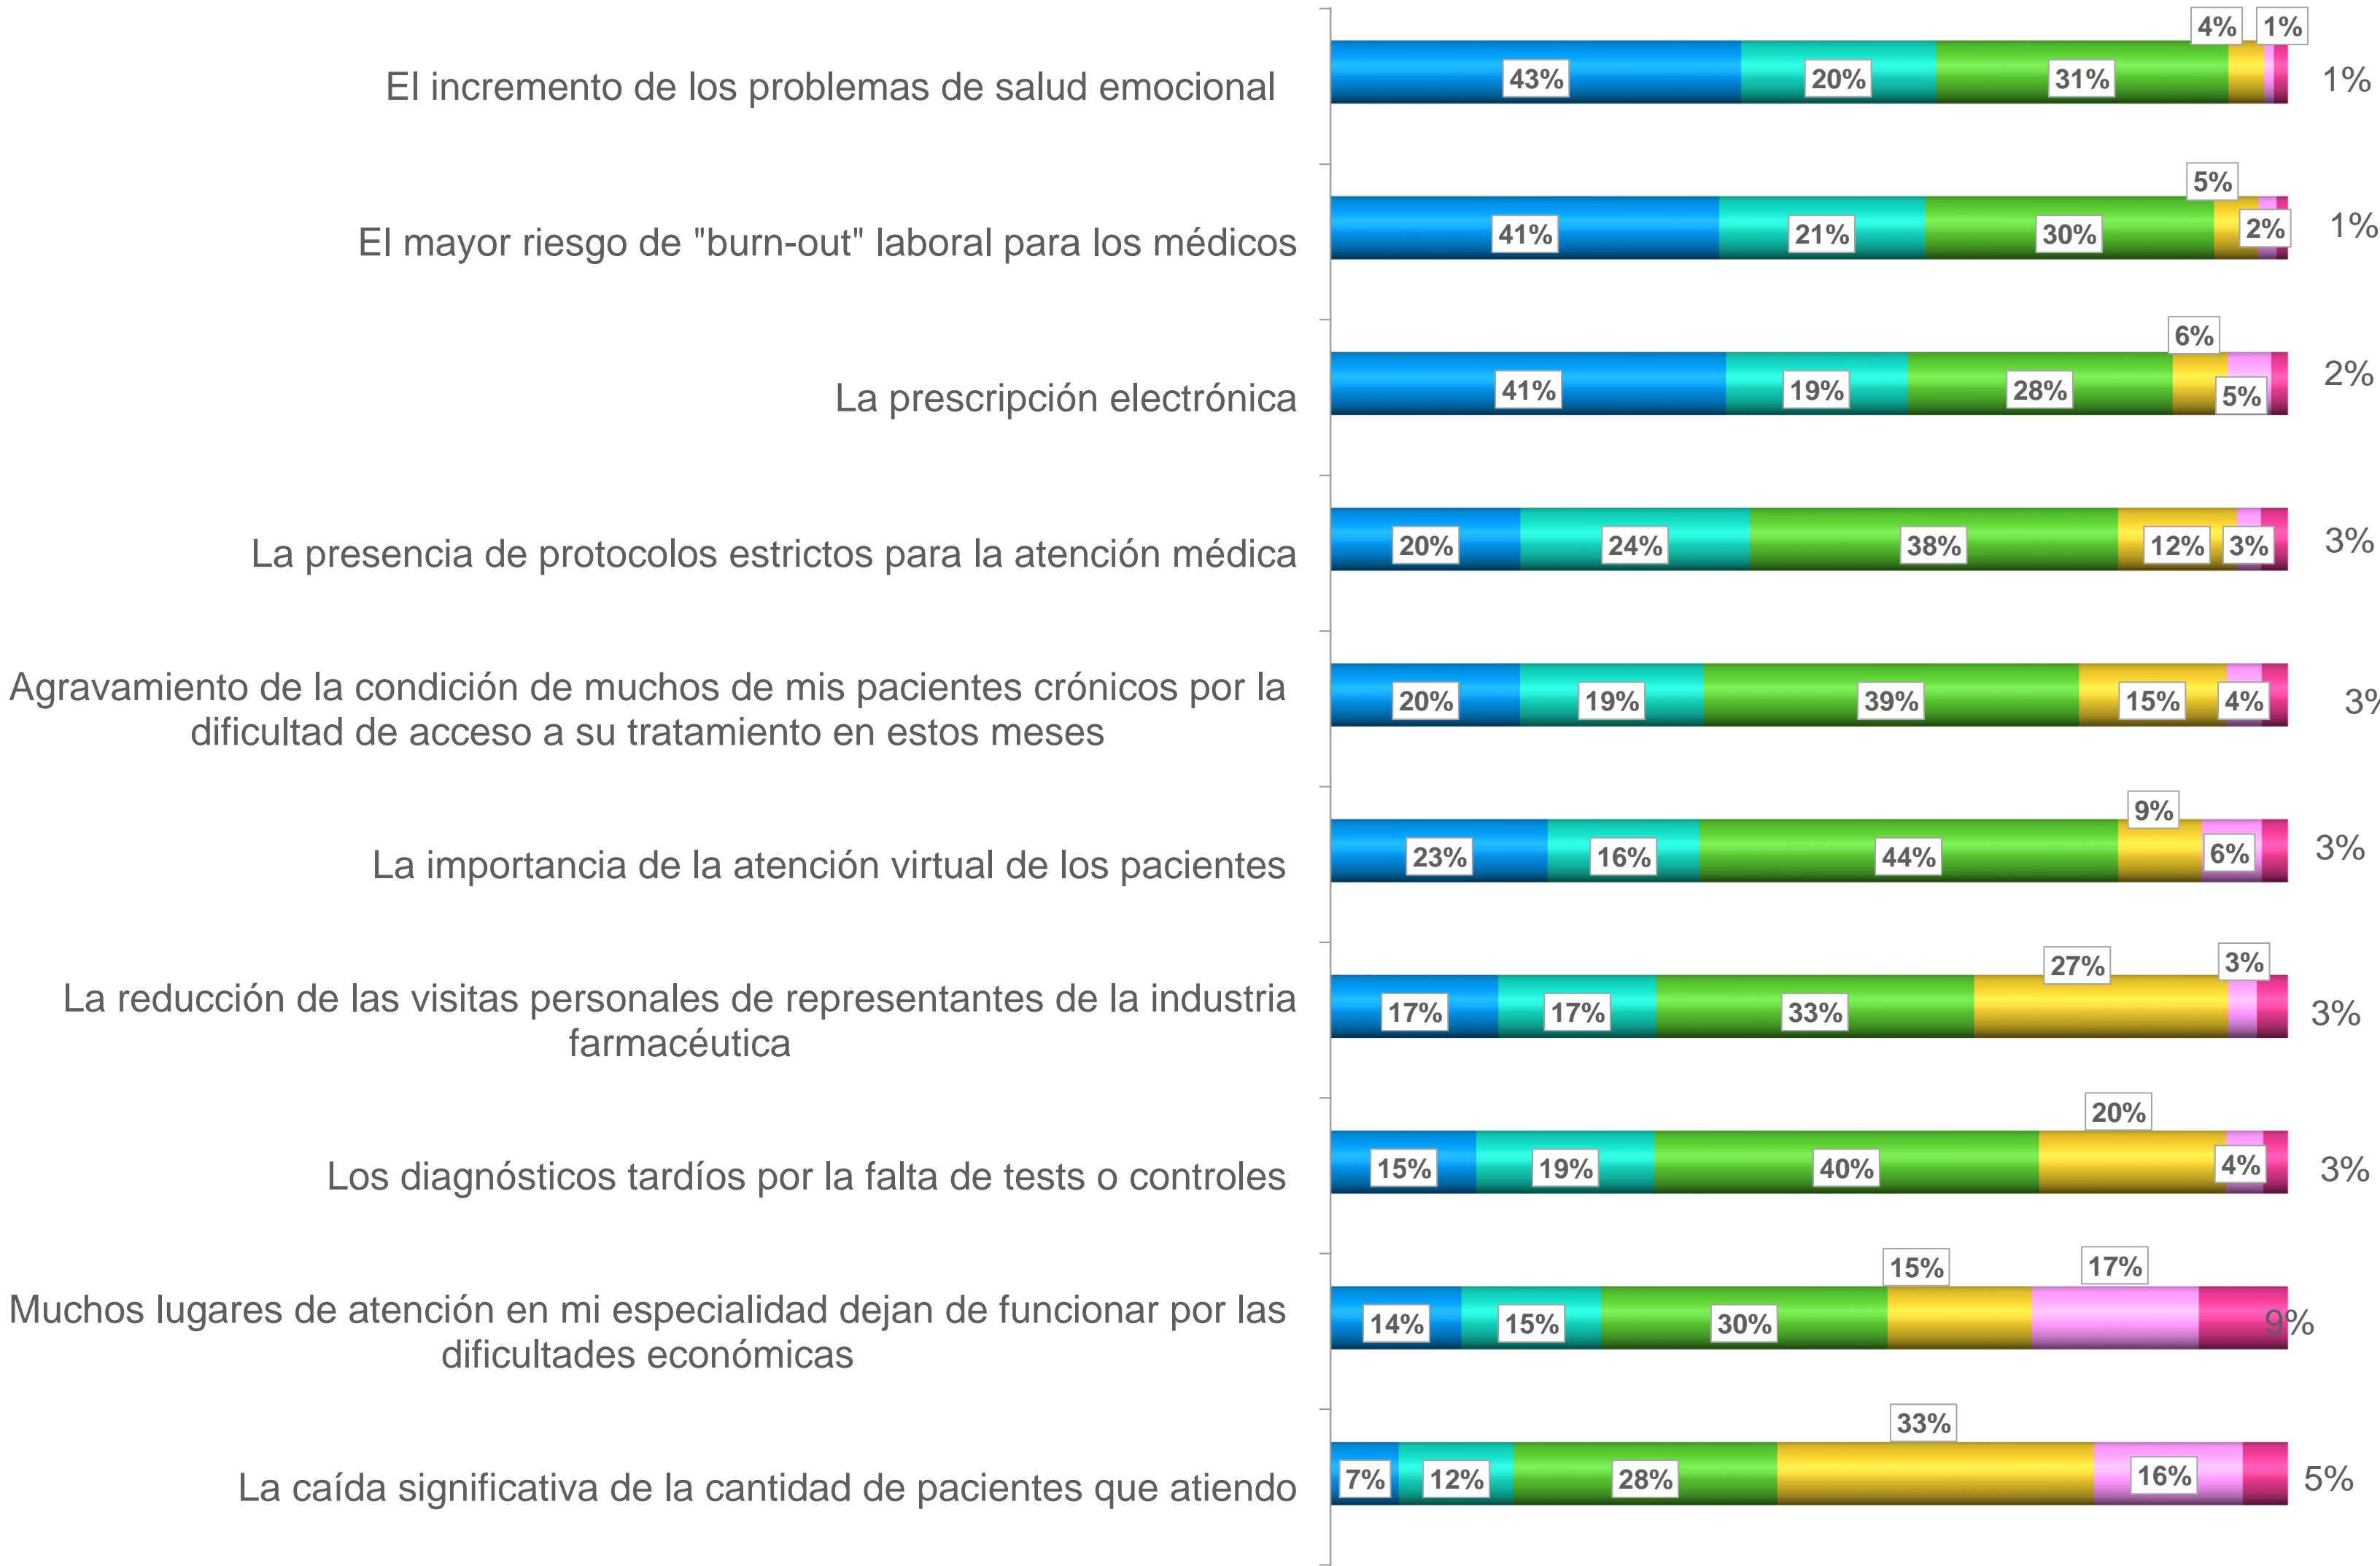 4% 1%
El incremento de los problemas de salud emocional 43% 20% 31% 1%
5%
El mayor riesgo de "burn-out" laboral para los médicos 41% 21% 30% 2% 1%
6%
La prescripción electrónica 41% 19% 28% 5% 2%
La presencia de protocolos estrictos para la atención médica 20% 24% 38% 12% 3% 3%
Agravamiento de la condición de muchos de mis pacientes crónicos por la
dificultad de acceso a su tratamiento en estos meses
20% 19% 39% 15% 4% 3%
9%
La importancia de la atención virtual de los pacientes 23% 16% 44% 6% 3%
27% 3%
La reducción de las visitas personales de representantes de la industria
farmacéutica
17% 17% 33% 3%
20%
Los diagnósticos tardíos por la falta de tests o controles 15% 19% 40% 4% 3%
15% 17%
Muchos lugares de atención en mi especialidad dejan de funcionar por las
dificultades económicas
14% 15% 30% 9%
33%
La caída significativa de la cantidad de pacientes que atiendo 7% 12% 28% 16% 5%